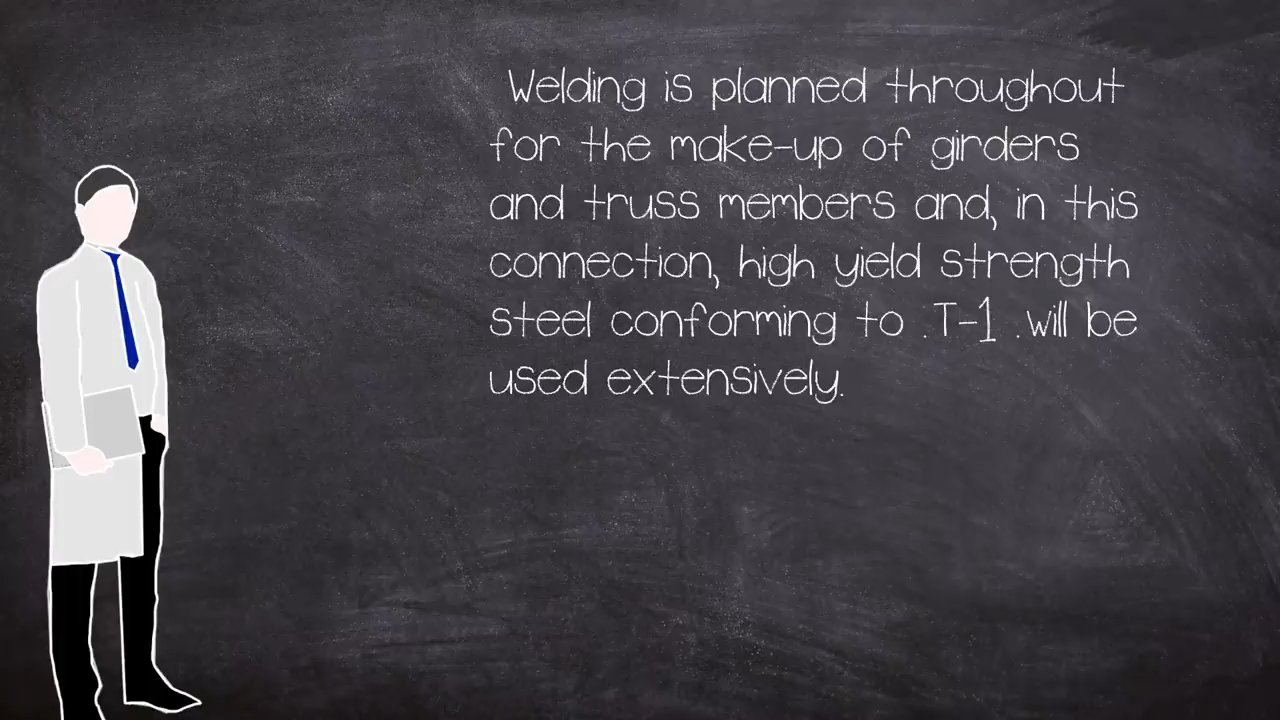 Welding is planned throughout
for the make-up of girders
and truss members and, in this
connection, high yield strength
steel conforming to .T-1 .will be
used extensively.